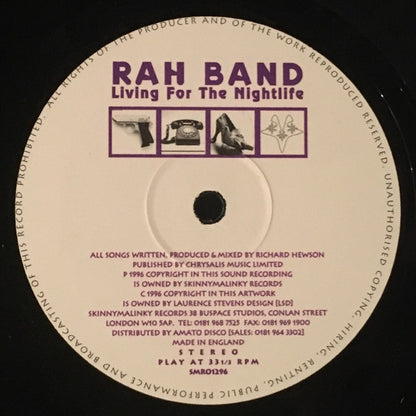 RAH BAND
Living For The Nightlife
ALL SONGS WRITTEN, PRODUCED & MIXED BY RICHARD HEWSON
PUBLISHED BY CHRYSALIS MUSIC LIMITED
P 1996 COPYRIGHT IN THIS SOUND RECORDING
IS OWNED BY SKINNYMALINKY RECORDS
C 1996 COPYRIGHT IN THIS ARTWORK
IS OWNED BY LAURENCE STEVENS DESIGN [LSD]
SKINNYMALINKY RECORDS 3B BUSPACE STUDIOS, CONLAN STREET
LONDON W10 5AP. TEL: 0181 968 7525 FAX: 0181 969 1900
DISTRIBUTED BY AMATO DISCO [SALES: 0181 964 3302]
MADE IN ENGLAND
STEREO
PLAY AT 33 1/3 RPM
SMR01296
ALL RIGHTS OF THE PRODUCER AND OF THE WORK REPRODUCED RESERVED. UNAUTHORISED COPYING, HIRING, RENTING, PUBLIC PERFORMANCE AND BROADCASTING OF THIS RECORD PROHIBITED.